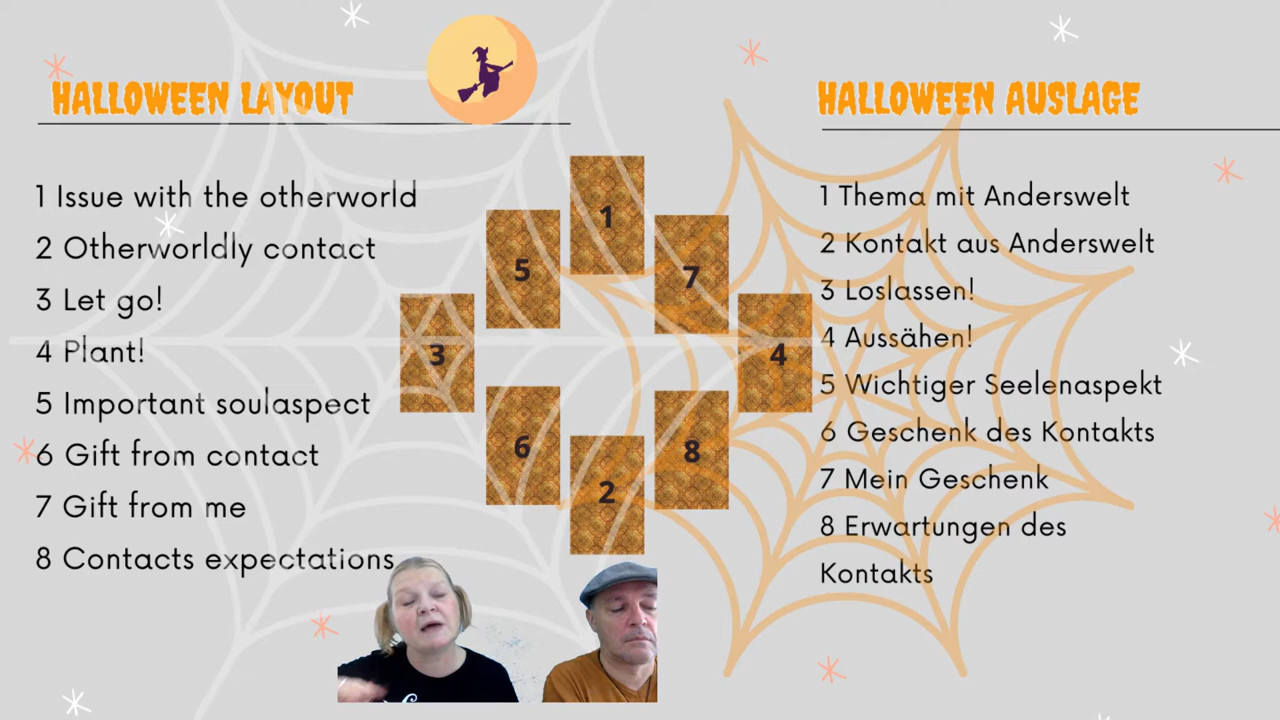 HALLOWEEN LAYOUT
1 Issue with the otherworld
2 Otherworldly contact
3 Let go!
4 Plant!
5 Important soulaspect
6 Gift from contact
7 Gift from me
8 Contacts expectations
1
5
7
3
4
6
8
2
HALLOWEEN AUSLAGE
1 Thema mit Anderswelt
2 Kontakt aus Anderswelt
3 Loslassen!
4 Aussähen!
5 Wichtiger Seelenaspekt
6 Geschenk des Kontakts
7 Mein Geschenk
8 Erwartungen des
Kontakts